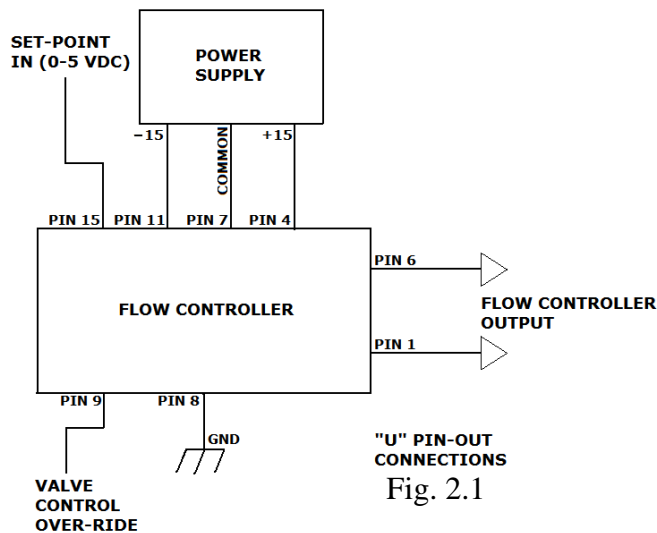 SET-POINT
IN (0-5 VDC)
POWER
SUPPLY
−15
COMMON
+15
PIN 15
PIN 11
PIN 7
PIN 4
FLOW CONTROLLER
PIN 6
FLOW CONTROLLER
OUTPUT
PIN 1
PIN 9
PIN 8
GND
VALVE
CONTROL
OVER-RIDE
"U" PIN-OUT
CONNECTIONS
Fig. 2.1